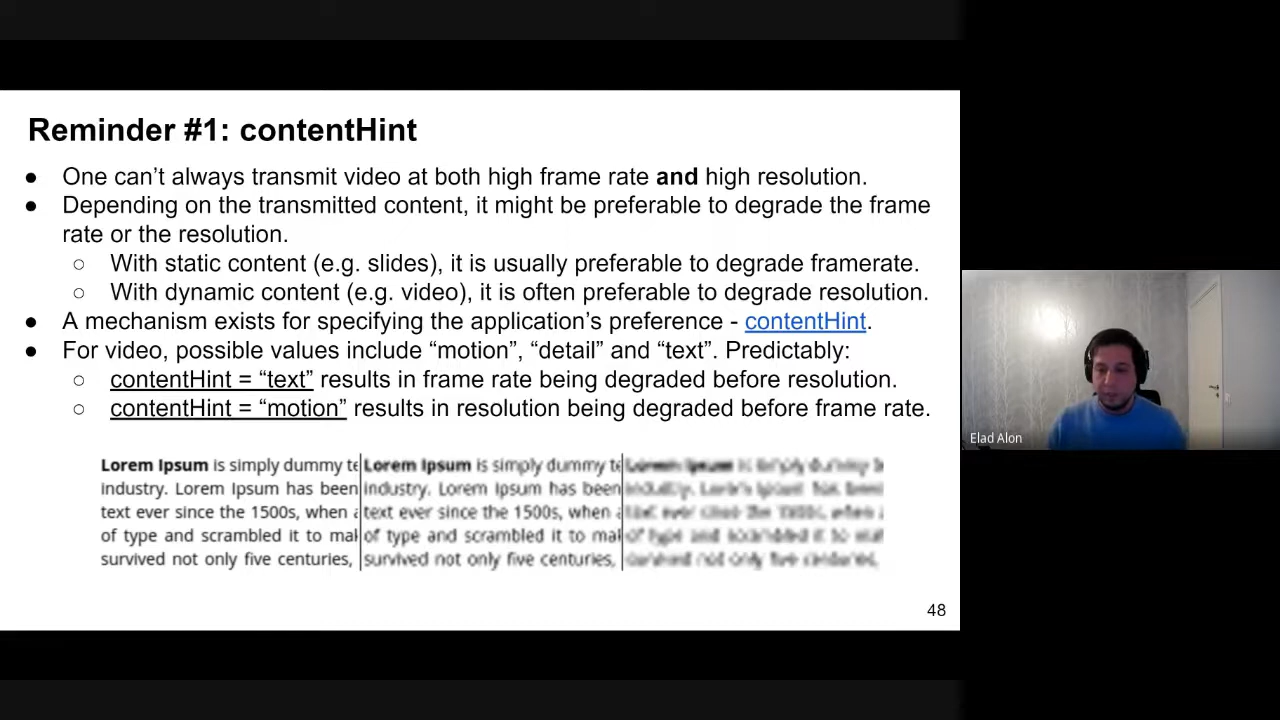 Reminder #1: contentHint
● One can’t always transmit video at both high frame rate and high resolution.
● Depending on the transmitted content, it might be preferable to degrade the frame
rate or the resolution.
○ With static content (e.g. slides), it is usually preferable to degrade framerate.
○ With dynamic content (e.g. video), it is often preferable to degrade resolution.
● A mechanism exists for specifying the application’s preference - contentHint.
● For video, possible values include “motion”, “detail” and “text”. Predictably:
○ contentHint = “text” results in frame rate being degraded before resolution.
○ contentHint = “motion” results in resolution being degraded before frame rate.
Lorem Ipsum is simply dummy te
industry. Lorem Ipsum has been
text ever since the 1500s, when
of type and scrambled it to mal
survived not only five centuries,
Lorem Ipsum is simply dummy te
industry. Lorem Ipsum has been
text ever since the 1500s, when
of type and scrambled it to mal
survived not only five centuries,
48
Elad Alon